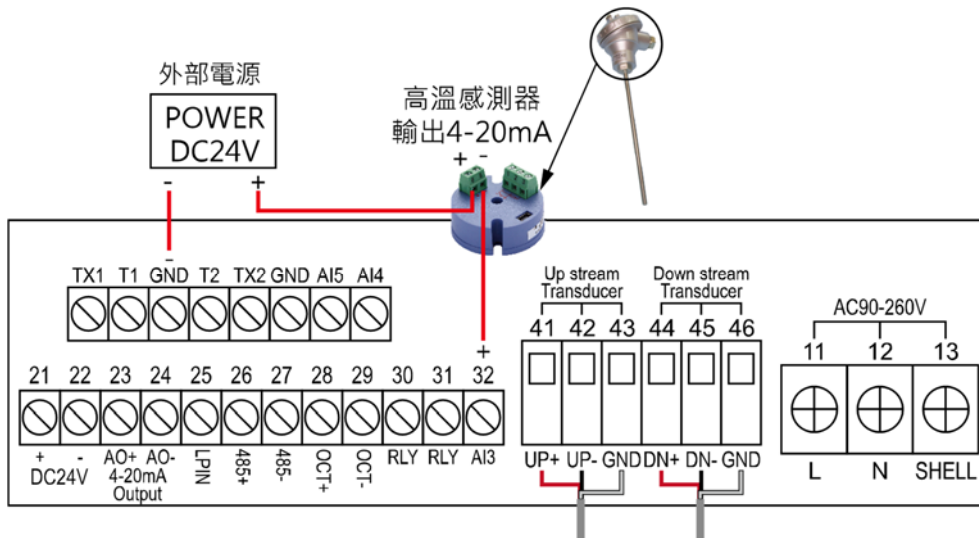 外部電源
POWER
DC24V
- +
高溫感測器
輸出4-20mA
+ -
-
TX1 T1 GND T2 TX2 GND AI5 AI4
+
21 22 23 24 25 26 27 28 29 30 31 32
+ - AO+ AO- LPIN 485+ 485- OCT+ OCT- RLY RLY AI3
DC24V 4-20mA
Output
Up stream
Transducer
Down stream
Transducer
41 42 43 44 45 46
UP+ UP- GND DN+ DN- GND
AC90-260V
11 12 13
L N SHELL